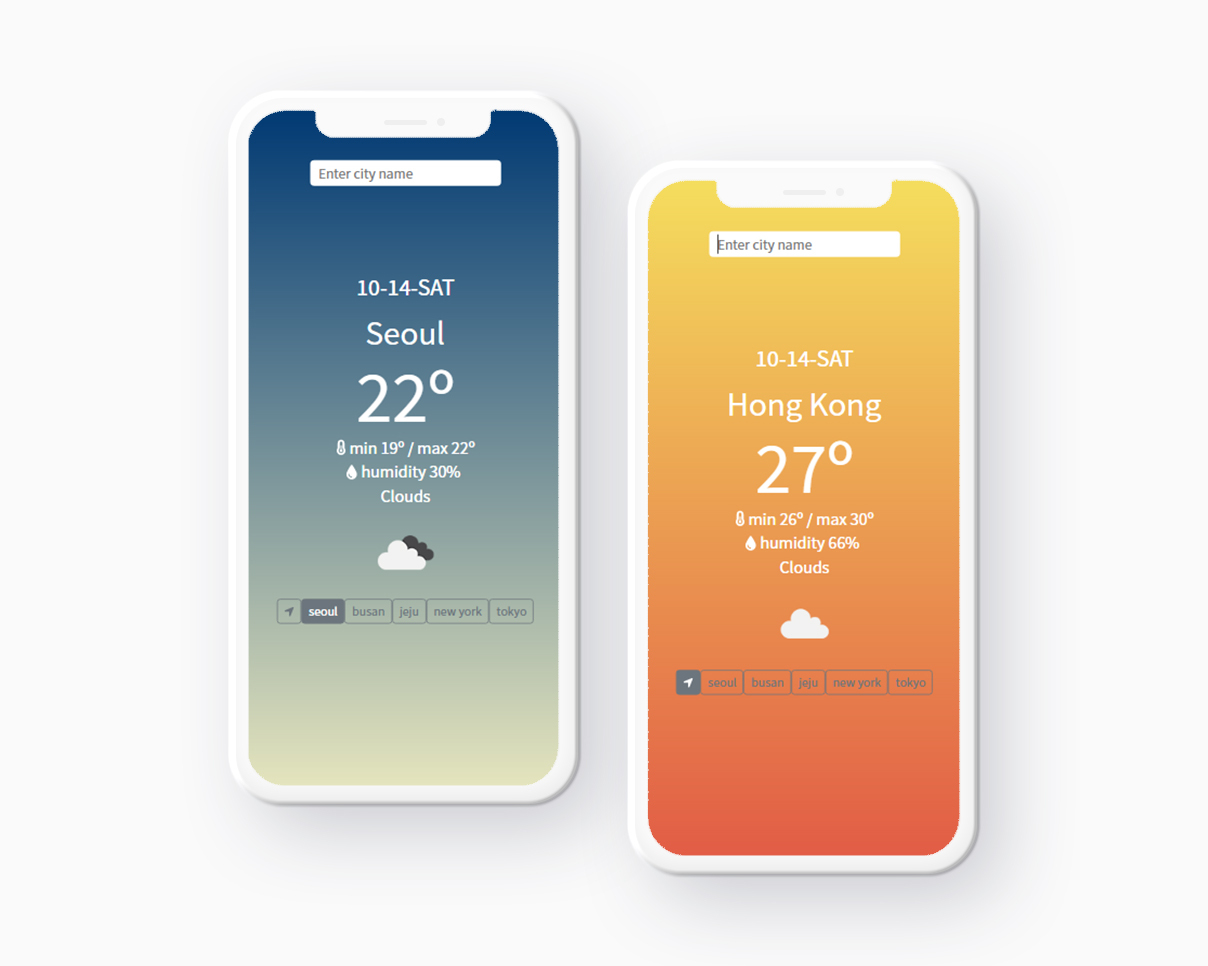 Enter city name
10-14-SAT
Seoul
22º
min 19º / max 22º
humidity 30%
Clouds
seoul busan jeju new york tokyo
Enter city name
10-14-SAT
Hong Kong
27º
min 26º / max 30º
humidity 66%
Clouds
seoul busan jeju new york tokyo